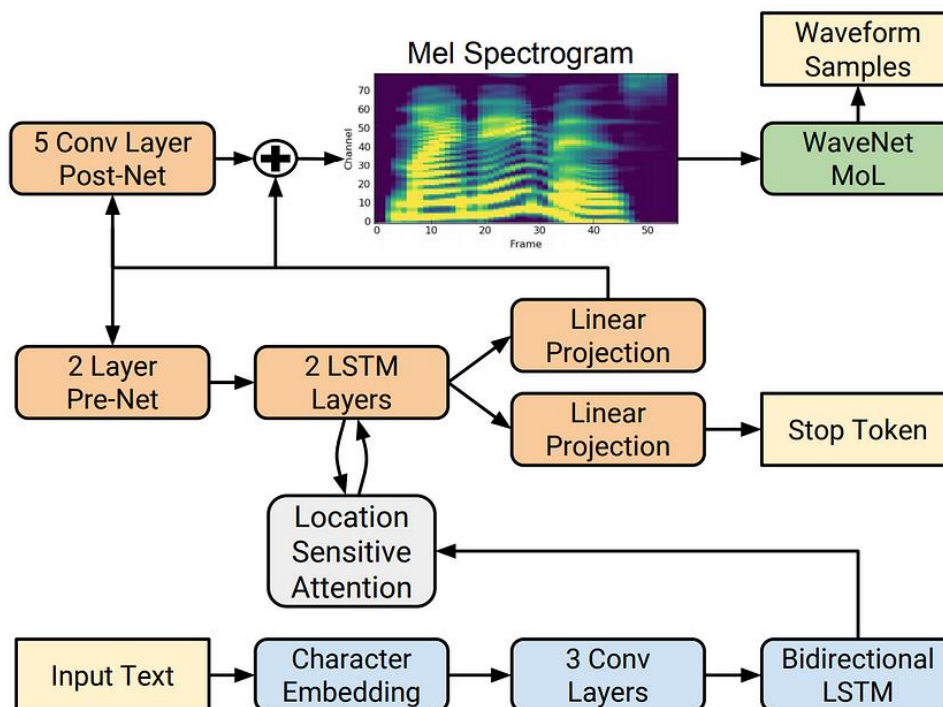 Waveform
Samples
Mel Spectrogram
5 Conv Layer
Post-Net
WaveNet
MoL
Channel
70
60
50
40
30
20
10
0
0 10 20 30 40 50
Frame
2 Layer
Pre-Net
2 LSTM
Layers
Linear
Projection
Linear
Projection
Stop Token
Location
Sensitive
Attention
Input Text
Character
Embedding
3 Conv
Layers
Bidirectional
LSTM